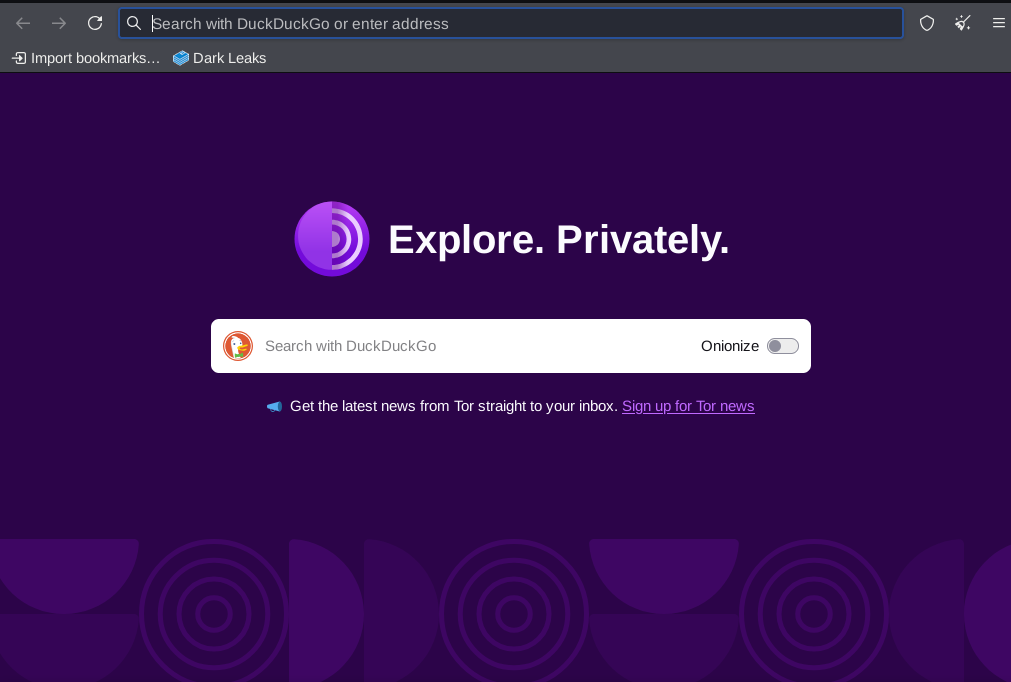 Search with DuckDuckGo or enter address
Import bookmarks… Dark Leaks
Explore. Privately.
Search with DuckDuckGo Onionize
Get the latest news from Tor straight to your inbox. Sign up for Tor news